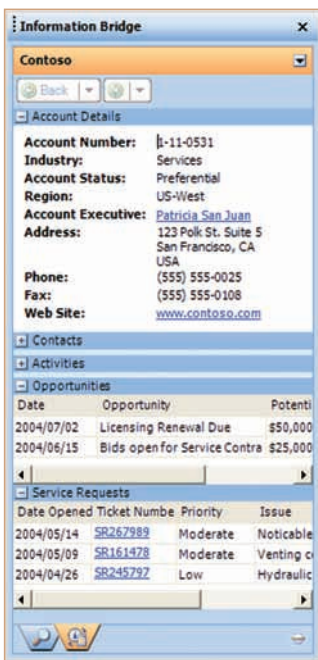 Information Bridge
Contoso
Back
Account Details
Account Number: 1-11-0531
Industry: Services
Account Status: Preferential
Region: US-West
Account Executive: Patricia San Juan
Address: 123 Polk St. Suite 5
San Francisco, CA
USA
Phone: (555) 555-0025
Fax: (555) 555-0108
Web Site: www.contoso.com
Contacts
Activities
Opportunities
Date Opportunity Potenti
2004/07/02 Licensing Renewal Due $50,000
2004/06/15 Bids open for Service Contra $25,000
Service Requests
Date Opened Ticket Numbe Priority Issue
2004/05/14 SR267989 Moderate Noticable
2004/05/09 SR161478 Moderate Venting co
2004/04/26 SR245797 Low Hydraulic